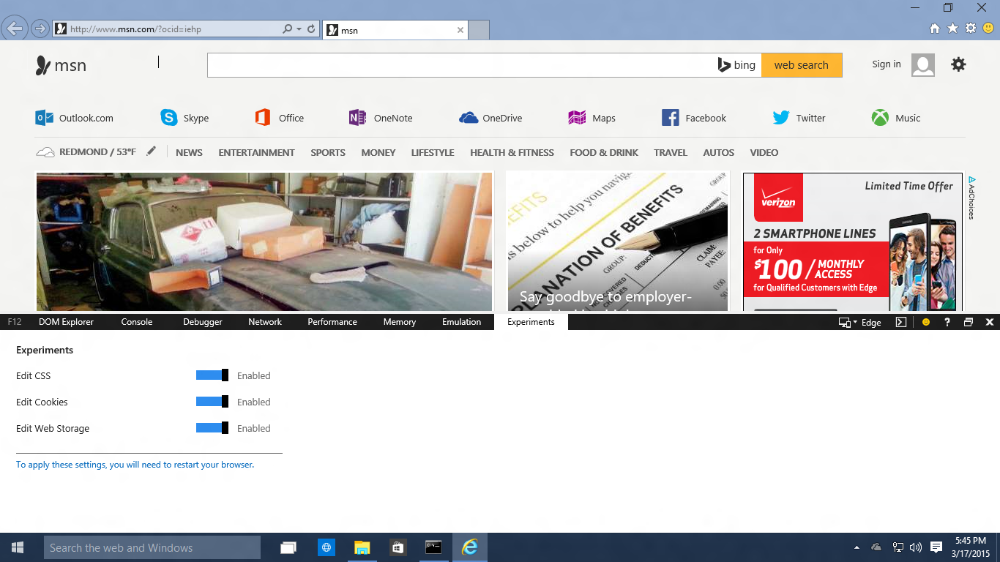 http://www.msn.com/?ocid=iehp
msn
msn
bing
web search
Sign in
Outlook.com
Skype
Office
OneNote
OneDrive
Maps
Facebook
Twitter
Music
REDMOND / 53°F
NEWS
ENTERTAINMENT
SPORTS
MONEY
LIFESTYLE
HEALTH & FITNESS
FOOD & DRINK
TRAVEL
AUTOS
VIDEO
EFITS
s below to help you navig
GROUP
PLANATION OF BENEFITS
GROUP:
DEDUCT
CLAIM:
PAYEE:
0.00
Say goodbye to employer-
verizon
Limited Time Offer
2 SMARTPHONE LINES
for Only
$100 / MONTHLY
ACCESS
for Qualified Customers with Edge
AdChoices
F12
DOM Explorer
Console
Debugger
Network
Performance
Memory
Emulation
Experiments
Edge
?
Experiments
Edit CSS
Enabled
Edit Cookies
Enabled
Edit Web Storage
Enabled
To apply these settings, you will need to restart your browser.
Search the web and Windows
5:45 PM
3/17/2015